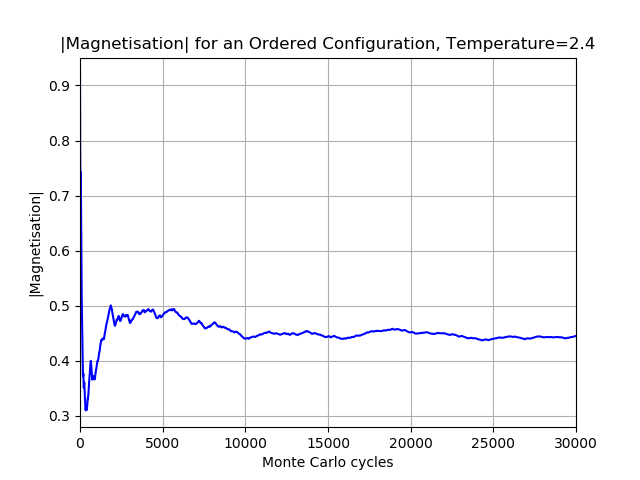 |Magnetisation| for an Ordered Configuration, Temperature=2.4
0.9
0.8
0.7
0.6
0.5
0.4
0.3
|Magnetisation|
0 5000 10000 15000 20000 25000 30000
Monte Carlo cycles